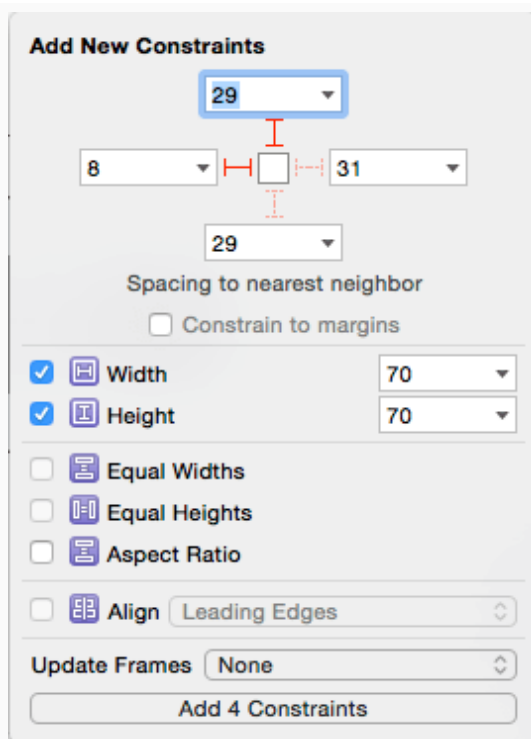 Add New Constraints
29
8 31
29
Spacing to nearest neighbor
Constrain to margins
Width 70
Height 70
Equal Widths
Equal Heights
Aspect Ratio
Align Leading Edges
Update Frames None
Add 4 Constraints